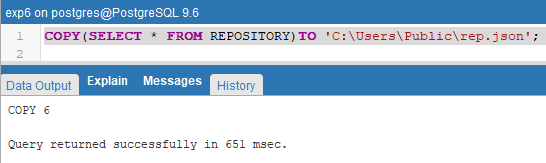 exp6 on postgres@PostgreSQL 9.6
1 COPY(SELECT * FROM REPOSITORY)TO 'C:\Users\Public\rep.json';
2
Data Output Explain Messages History
COPY 6
Query returned successfully in 651 msec.